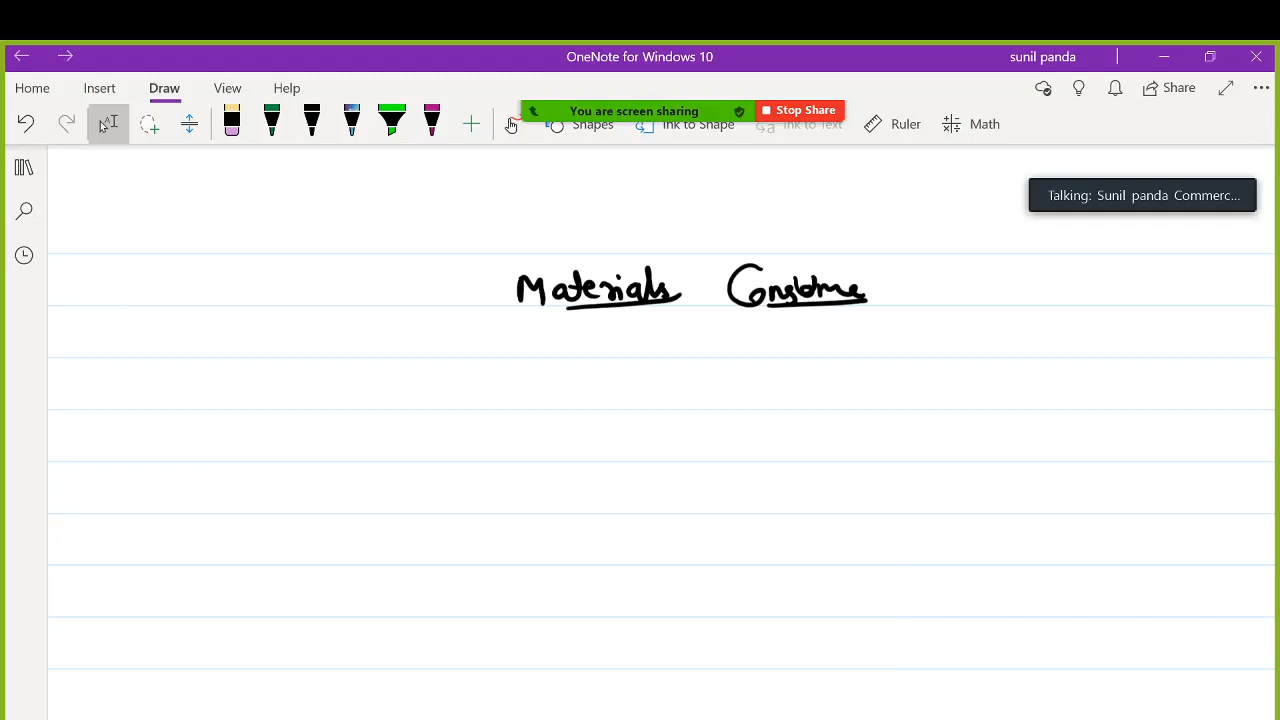 OneNote for Windows 10
sunil panda
Home Insert Draw View Help
Share
You are screen sharing
Stop Share
Shapes Ink to Shape Ink to Text Ruler Math
Talking: Sunil panda Commerc...
Materials